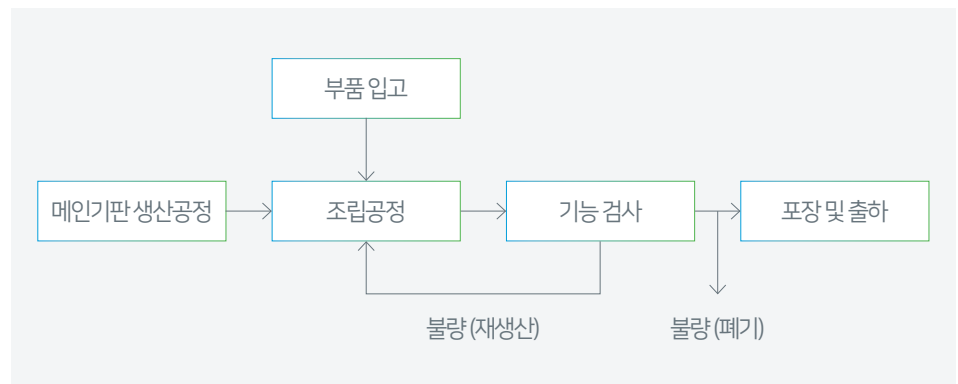 부품 입고
메인기판 생산공정
조립공정
기능 검사
포장 및 출하
불량 (재생산)
불량 (폐기)